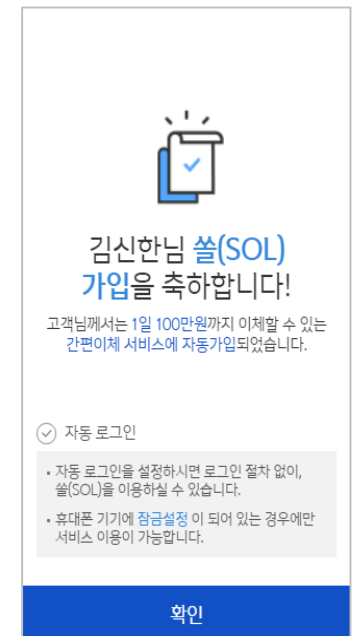 김신한님 쏠(SOL)
가입을 축하합니다!
고객님께서는 1일 100만원까지 이체할 수 있는
간편이체 서비스에 자동가입되었습니다.
자동 로그인
• 자동 로그인을 설정하시면 로그인 절차 없이,
쏠(SOL)을 이용하실 수 있습니다.
• 휴대폰 기기에 잠금설정 이 되어 있는 경우에만
서비스 이용이 가능합니다.
확인